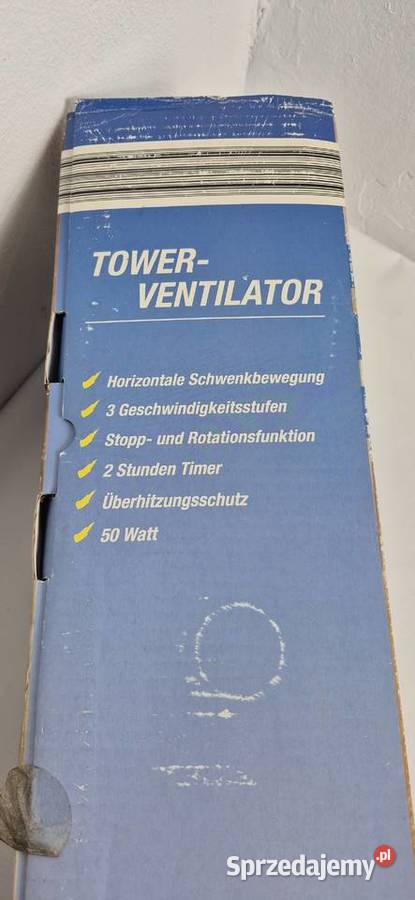 TOWER-
VENTILATOR
Horizontale Schwenkbewegung
3 Geschwindigkeitsstufen
Stopp- und Rotationsfunktion
2 Stunden Timer
Überhitzungsschutz
50 Watt
Sprzedajemy.pl